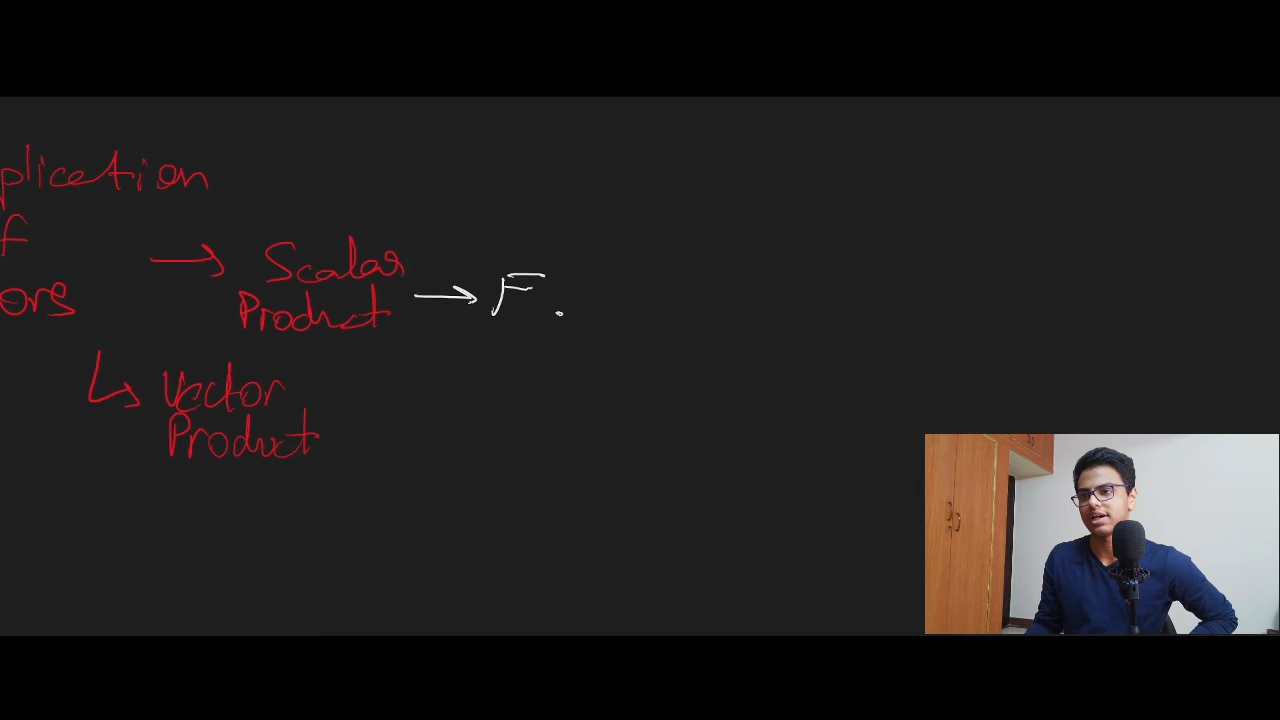 plication
f
ors
→ Scalar
Product → F .
↳ Vector
Product